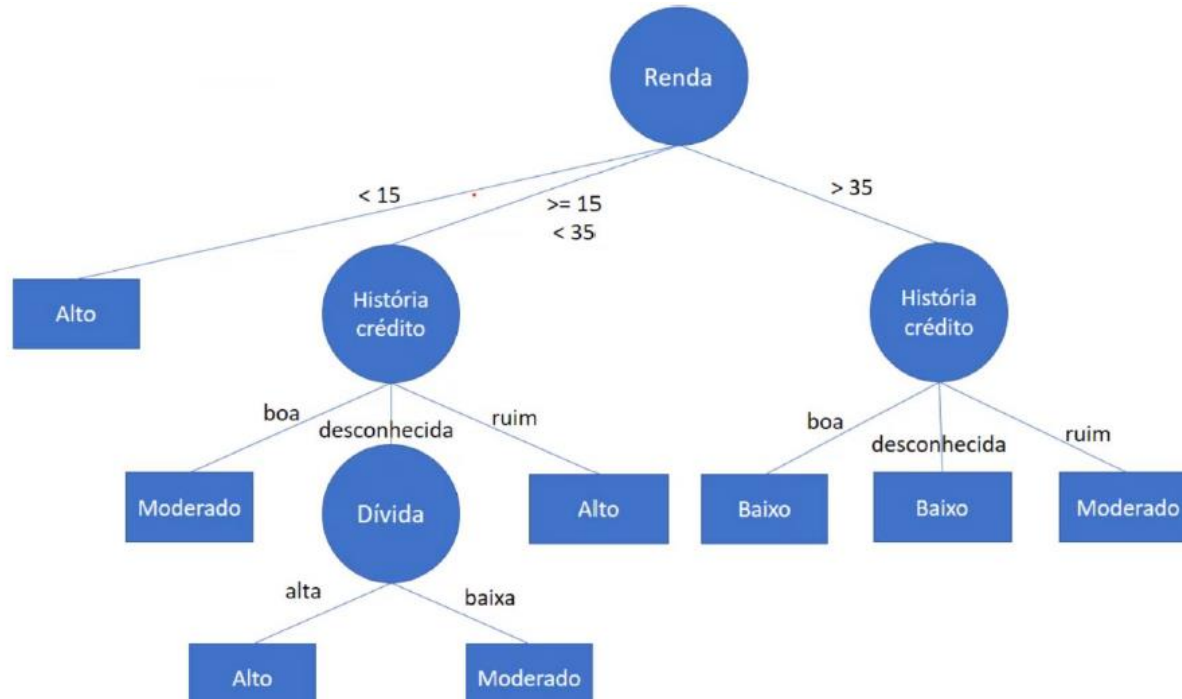 Renda
< 15
>= 15
< 35
> 35
Alto
História
crédito
História
crédito
boa
desconhecida
ruim
boa
desconhecida
ruim
Moderado
Dívida
Alto
Baixo
Baixo
Moderado
alta
baixa
Alto
Moderado